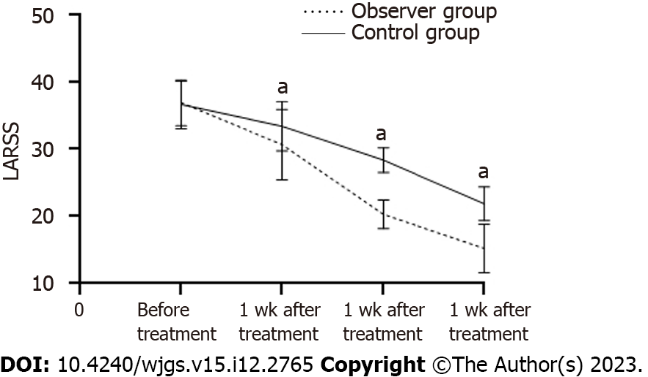 Observer group
Control group
50
40
30
20
10
LARSS
a
a
a
0
Before treatment
1 wk after treatment
1 wk after treatment
1 wk after treatment
DOI: 10.4240/wjgs.v15.i12.2765 Copyright ©The Author(s) 2023.